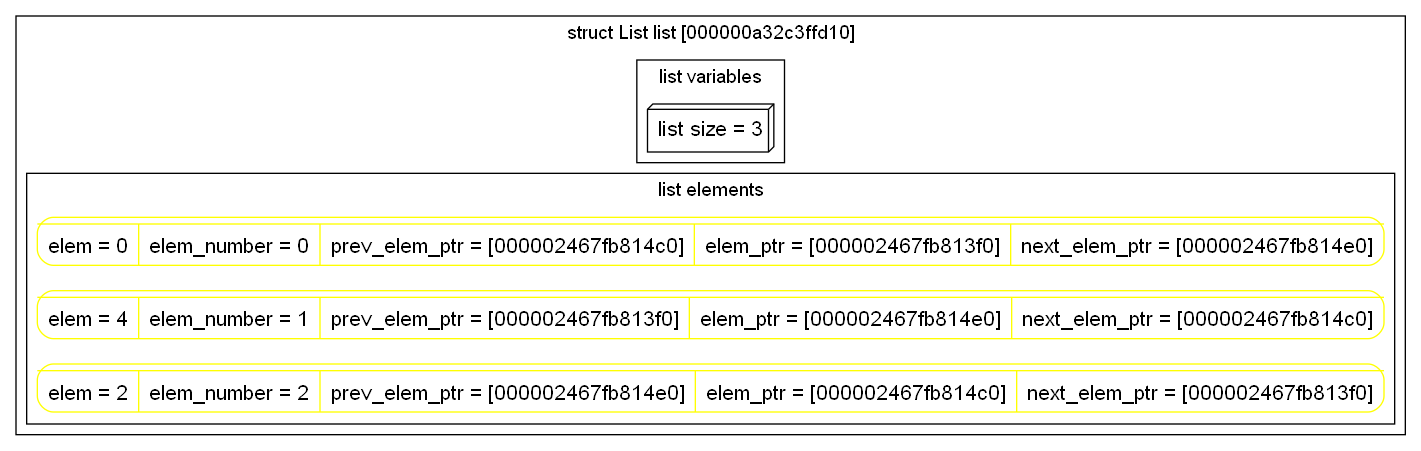 struct List list [000000a32c3ffd10]
list variables
list size = 3
list elements
elem = 0 elem_number = 0 prev_elem_ptr = [000002467fb814c0] elem_ptr = [000002467fb813f0] next_elem_ptr = [000002467fb814e0]
elem = 4 elem_number = 1 prev_elem_ptr = [000002467fb813f0] elem_ptr = [000002467fb814e0] next_elem_ptr = [000002467fb814c0]
elem = 2 elem_number = 2 prev_elem_ptr = [000002467fb814e0] elem_ptr = [000002467fb814c0] next_elem_ptr = [000002467fb813f0]